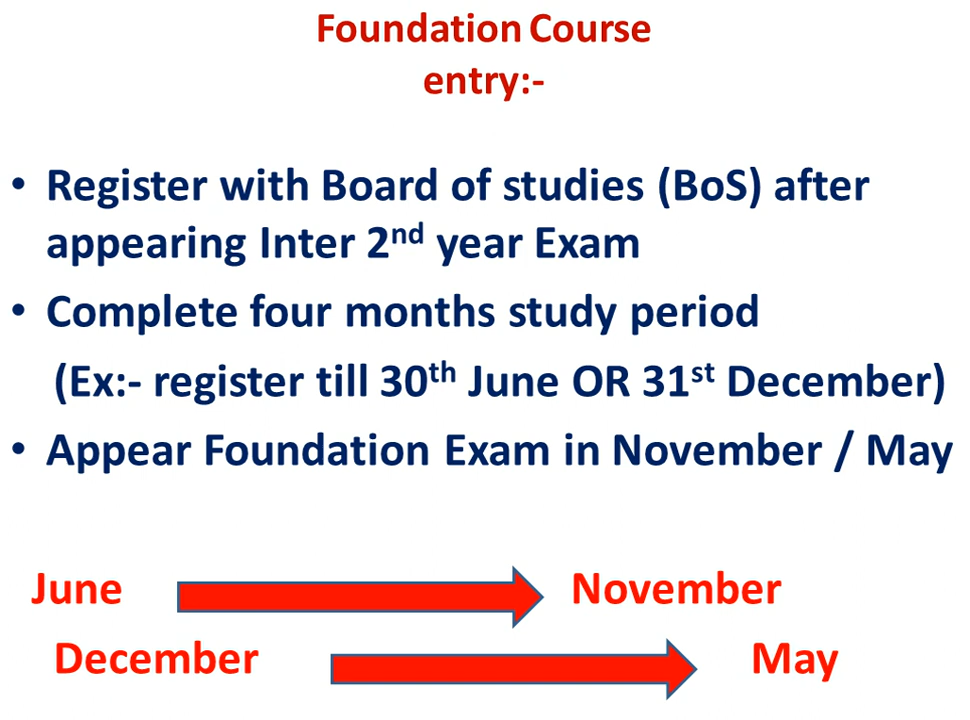 Foundation Course
entry:-
• Register with Board of studies (BoS) after
appearing Inter 2nd year Exam
• Complete four months study period
(Ex:- register till 30th June OR 31st December)
• Appear Foundation Exam in November / May
June November
December May